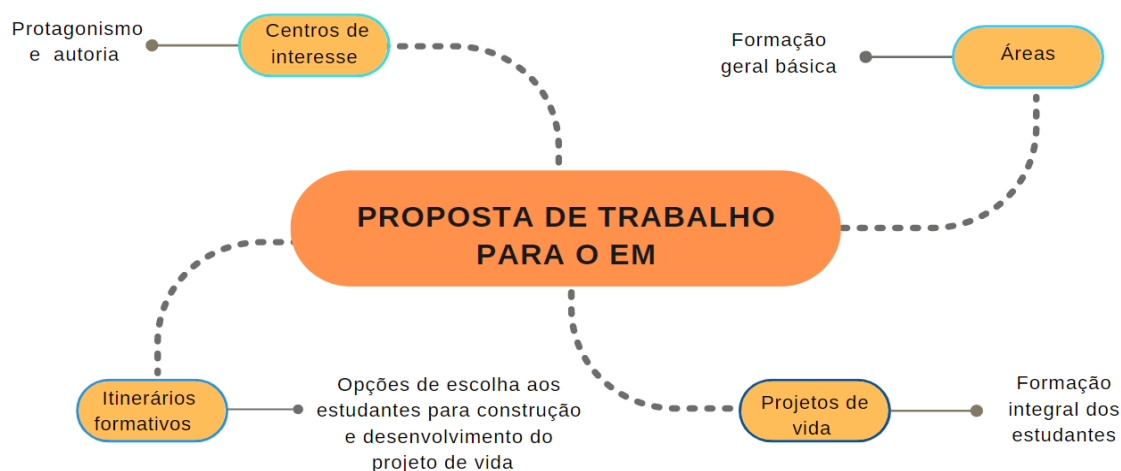 Protagonismo
e autoria
Centros de
interesse
Formação
geral básica
Áreas
PROPOSTA DE TRABALHO
PARA O EM
Itinerários
formativos
Opções de escolha aos
estudantes para construção
e desenvolvimento do
projeto de vida
Projetos de
vida
Formação
integral dos
estudantes